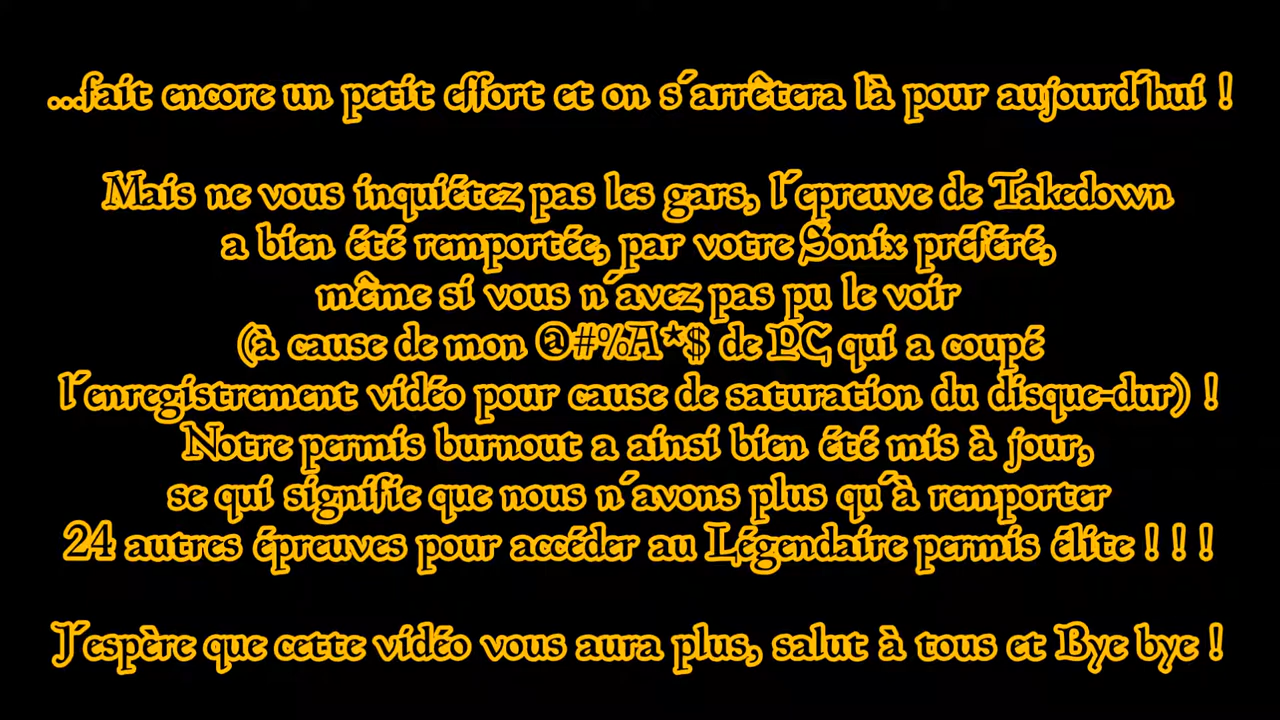 ...fait encore un petit effort et on s´arrêtera là pour aujourd´hui !
Mais ne vous inquiétez pas les gars, l´epreuve de Takedown
a bien été remportée, par votre Sonix préféré,
même si vous n´avez pas pu le voir
(à cause de mon @#%A*$ de PC qui a coupé
l´enregistrement vidéo pour cause de saturation du disque-dur) !
Notre permis burnout a ainsi bien été mis à jour,
se qui signifie que nous n´avons plus qu´à remporter
24 autres épreuves pour accéder au Légendaire permis élite ! ! !
J´espère que cette vidéo vous aura plus, salut à tous et Bye bye !